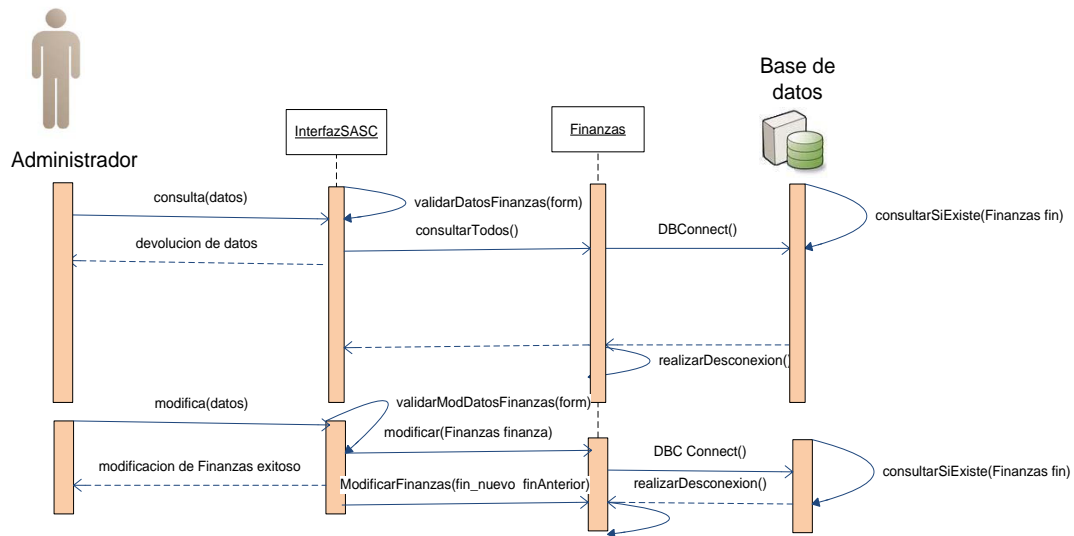 Base de
datos
InterfazSASC
Finanzas
Administrador
consulta(datos)
validarDatosFinanzas(form)
consultarSiExiste(Finanzas fin)
consultarTodos()
DBConnect()
devolucion de datos
realizarDesconexion()
modifica(datos)
validarModDatosFinanzas(form)
modificar(Finanzas finanza)
DBC Connect()
modificacion de Finanzas exitoso
consultarSiExiste(Finanzas fin)
ModificarFinanzas(fin_nuevo finAnterior)
realizarDesconexion()